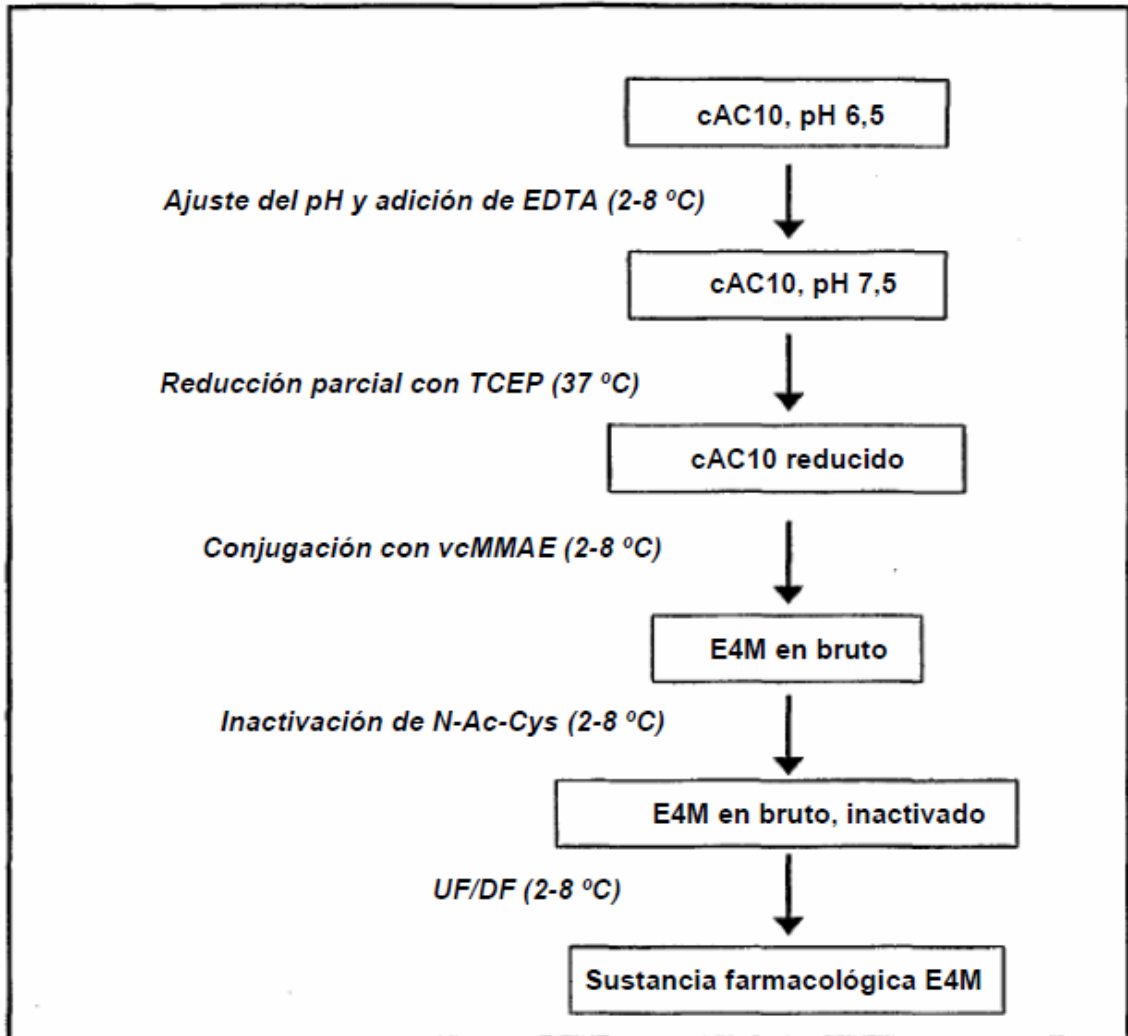 cAC10, pH 6,5
Ajuste del pH y adición de EDTA (2-8 ºC)
cAC10, pH 7,5
Reducción parcial con TCEP (37 ºC)
cAC10 reducido
Conjugación con vcMMAE (2-8 ºC)
E4M en bruto
Inactivación de N-Ac-Cys (2-8 ºC)
E4M en bruto, inactivado
UF/DF (2-8 ºC)
Sustancia farmacológica E4M